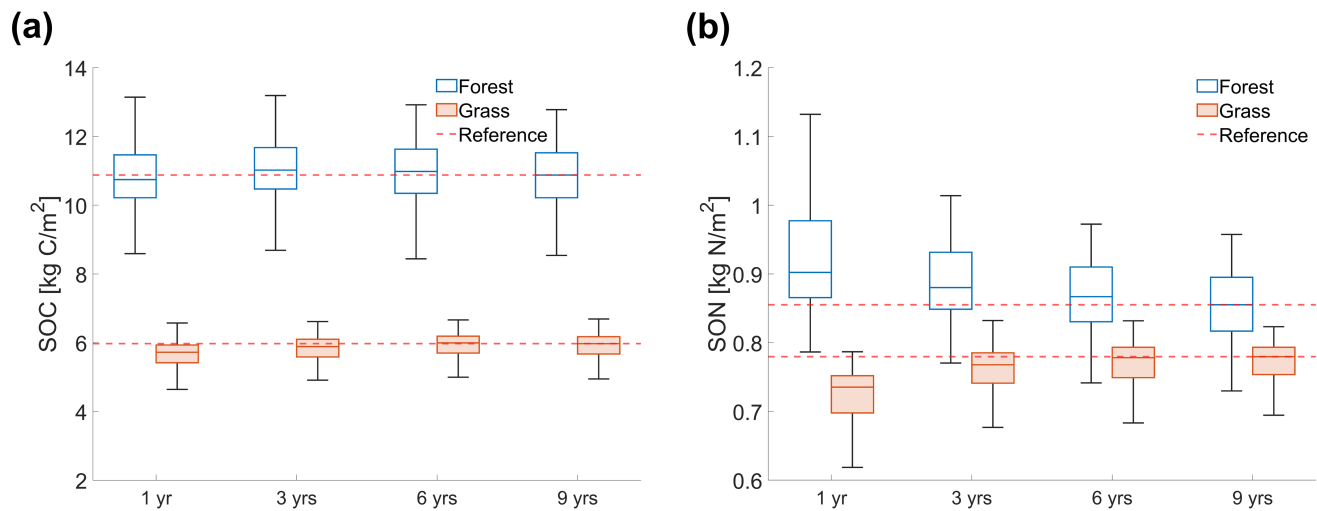 (a)
SOC [kg C/m²]
14
12
10
8
6
4
2
Forest
Grass
Reference
1 yr
3 yrs
6 yrs
9 yrs
(b)
SON [kg N/m²]
1.2
1.1
1
0.9
0.8
0.7
0.6
Forest
Grass
Reference
1 yr
3 yrs
6 yrs
9 yrs